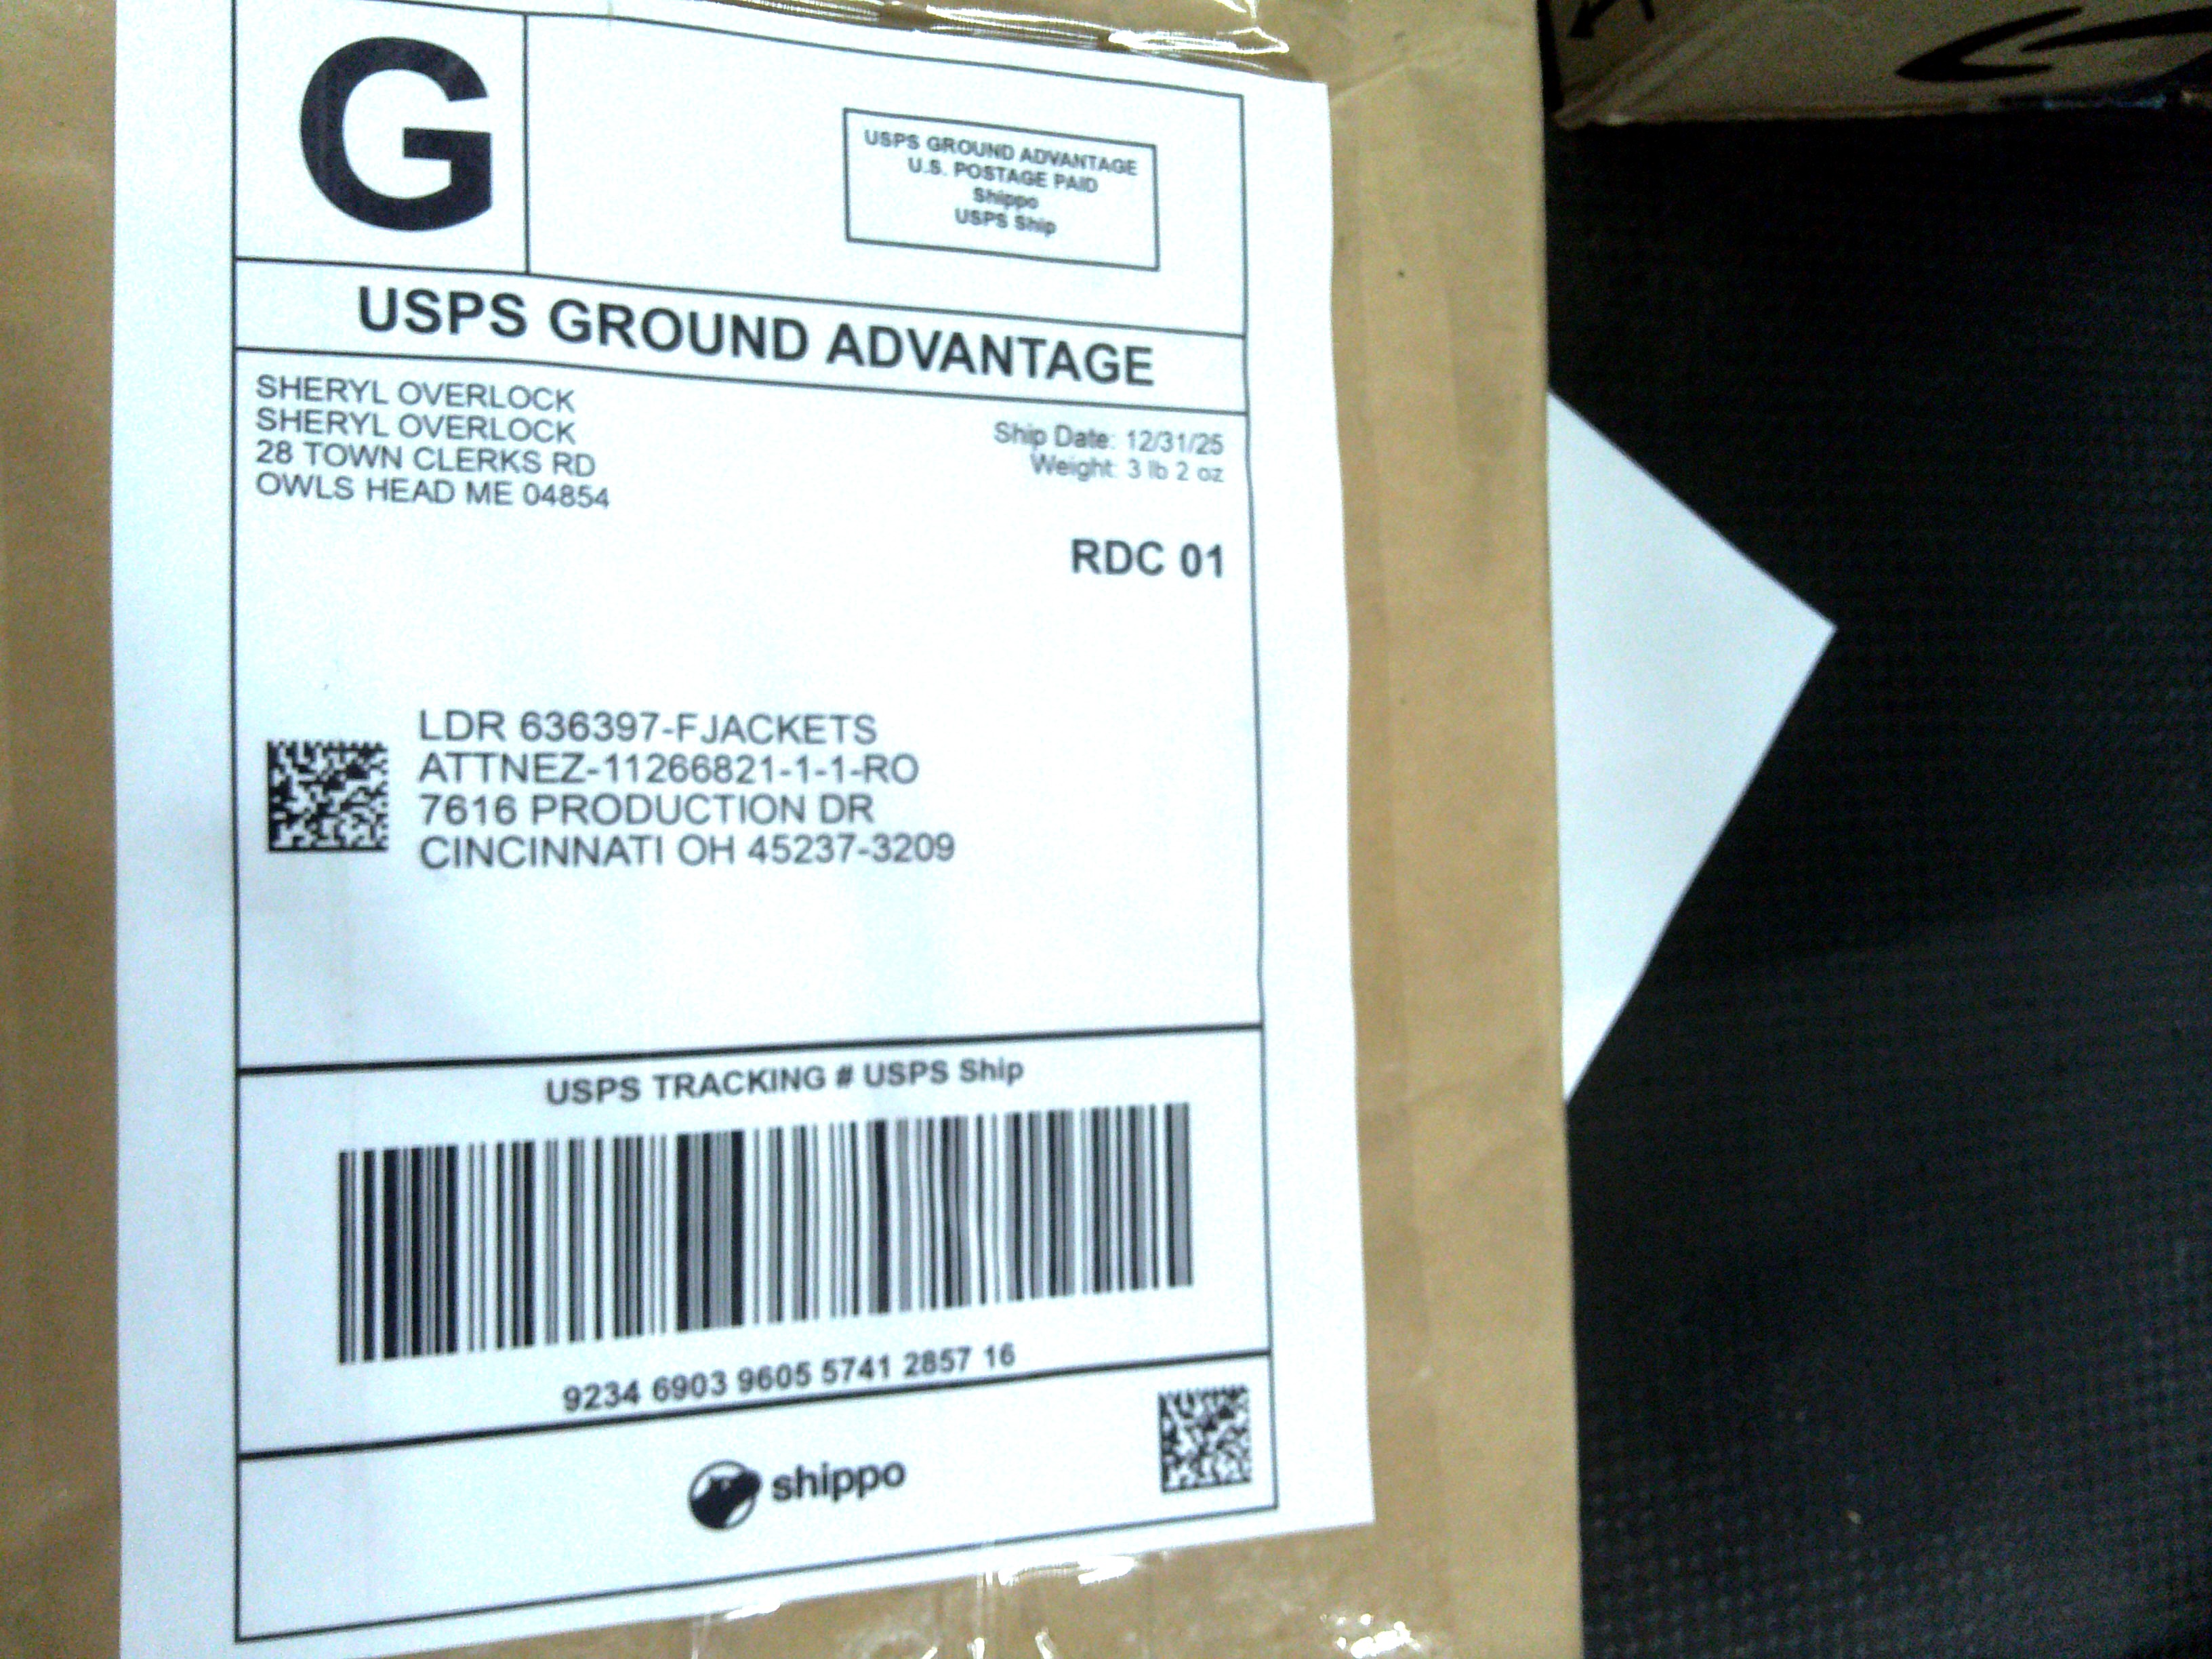 G
USPS GROUND ADVANTAGE
U.S. POSTAGE PAID
Shippo
USPS Ship
USPS GROUND ADVANTAGE
SHERYL OVERLOCK
SHERYL OVERLOCK
28 TOWN CLERKS RD
OWLS HEAD ME 04854
Ship Date: 12/31/25
Weight: 3 lb 2 oz
RDC 01
LDR 636397-FJACKETS
ATTNEZ-11266821-1-1-RO
7616 PRODUCTION DR
CINCINNATI OH 45237-3209
USPS TRACKING # USPS Ship
9234 6903 9605 5741 2857 16
shippo